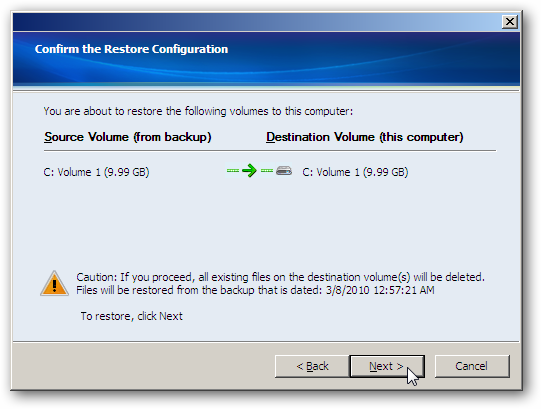 Confirm the Restore Configuration
You are about to restore the following volumes to this computer:
Source Volume (from backup) Destination Volume (this computer)
C: Volume 1 (9.99 GB) C: Volume 1 (9.99 GB)
Caution: If you proceed, all existing files on the destination volume(s) will be deleted.
Files will be restored from the backup that is dated: 3/8/2010 12:57:21 AM
To restore, click Next
< Back Next > Cancel